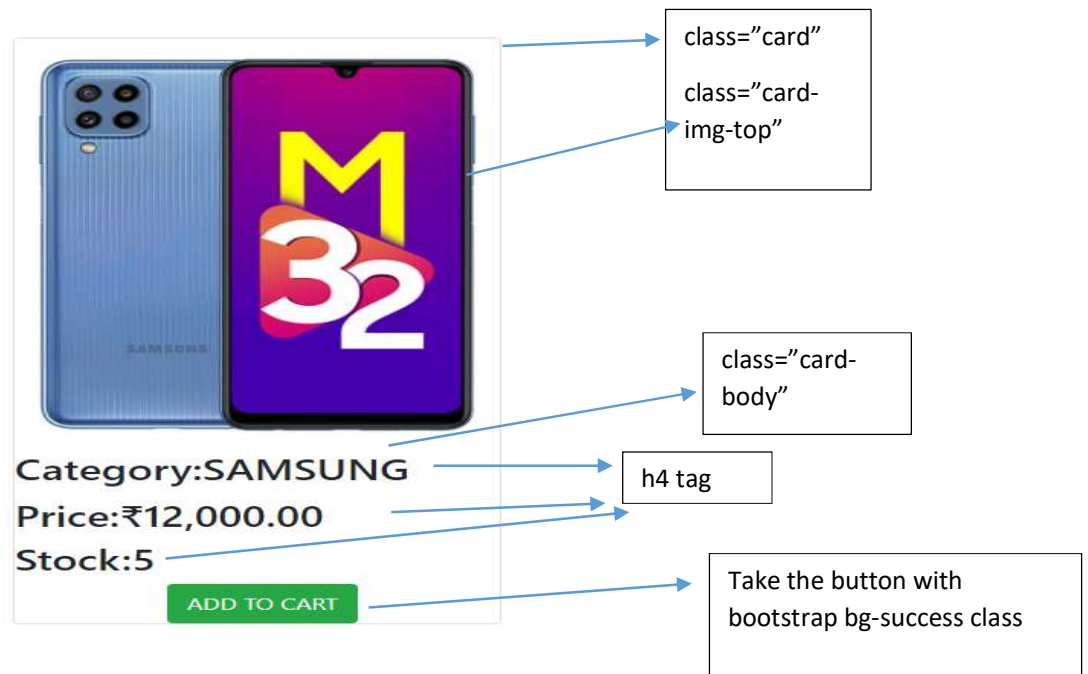 class=”card”
class=”card-
img-top”
M
32
SAMSUNG
class=”card-
body”
Category:SAMSUNG
h4 tag
Price:₹12,000.00
Stock:5
ADD TO CART
Take the button with
bootstrap bg-success class